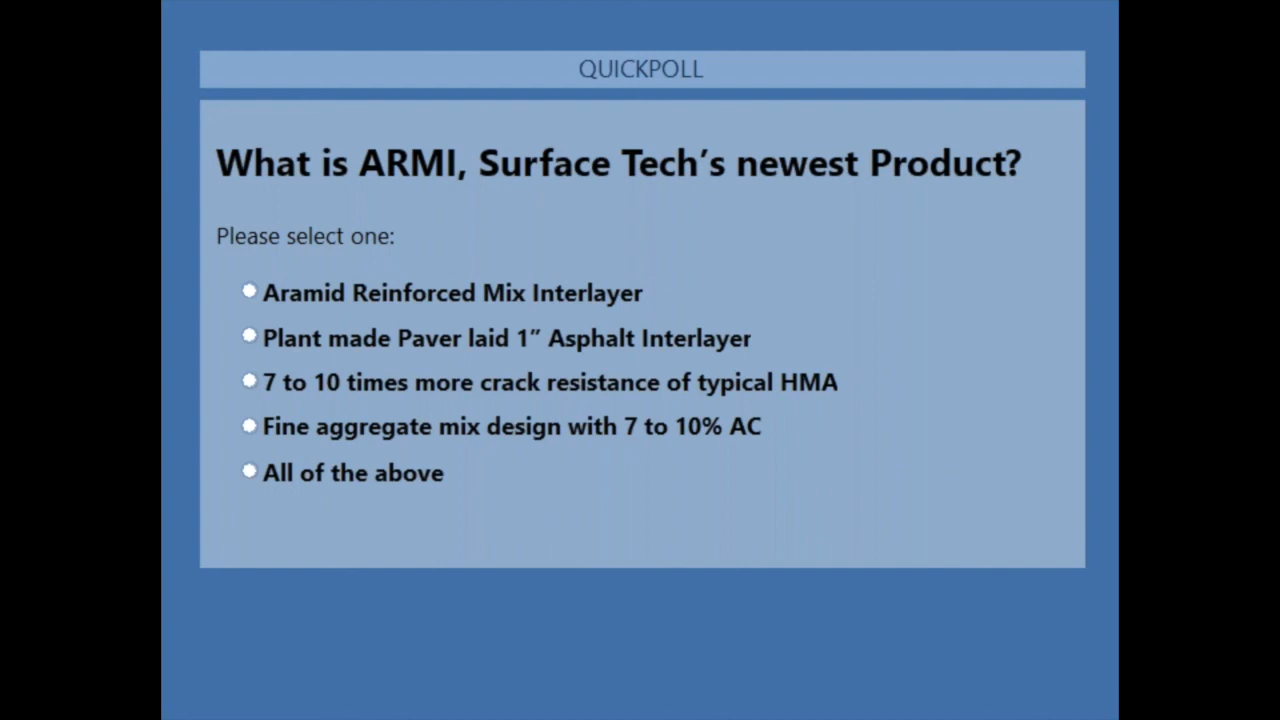 QUICKPOLL
What is ARMI, Surface Tech’s newest Product?
Please select one:
Aramid Reinforced Mix Interlayer
Plant made Paver laid 1” Asphalt Interlayer
7 to 10 times more crack resistance of typical HMA
Fine aggregate mix design with 7 to 10% AC
All of the above